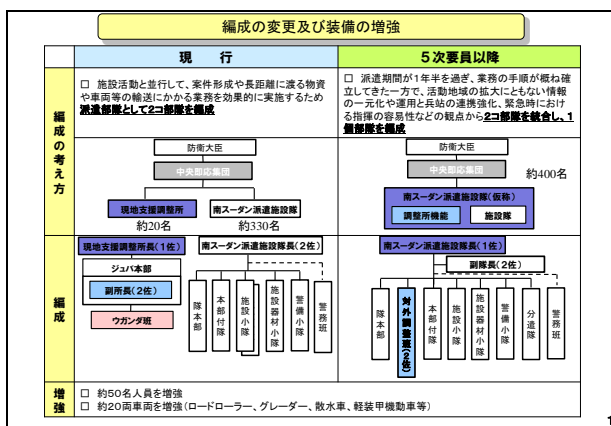 編成の変更及び装備の増強
現 行
5次要員以降
編成の考え方
□ 施設活動と並行して、案件形成や長距離に渡る物資
や車両等の輸送にかかる業務を効果的に実施するため
派遣部隊として2コ部隊を編成
□ 派遣期間が1年半を過ぎ、業務の手順が概ね確
立してきた一方で、活動地域の拡大にともない情報
の一元化や運用と兵站の連携強化、緊急時におけ
る指揮の容易性などの観点から2コ部隊を統合し、1
個部隊を編成
防衛大臣
中央即応集団
現地支援調整所
南スーダン派遣施設隊
約20名
約330名
防衛大臣
中央即応集団
約400名
南スーダン派遣施設隊(仮称)
調整所機能
施設隊
編成
現地支援調整所長(1佐)
ジュバ本部
副所長(2佐)
ウガンダ班
南スーダン派遣施設隊長(2佐)
隊本部
本部付隊
施設小隊
施設器材小隊
警備小隊
警務班
南スーダン派遣施設隊長(1佐)
副隊長(2佐)
隊本部
対外調整班(2佐)
本部付隊
施設小隊
施設器材小隊
警備小隊
分遣隊
警務班
増強
□ 約50名人員を増強
□ 約20両車両を増強(ロードローラー、グレーダー、散水車、軽装甲機動車等)
1